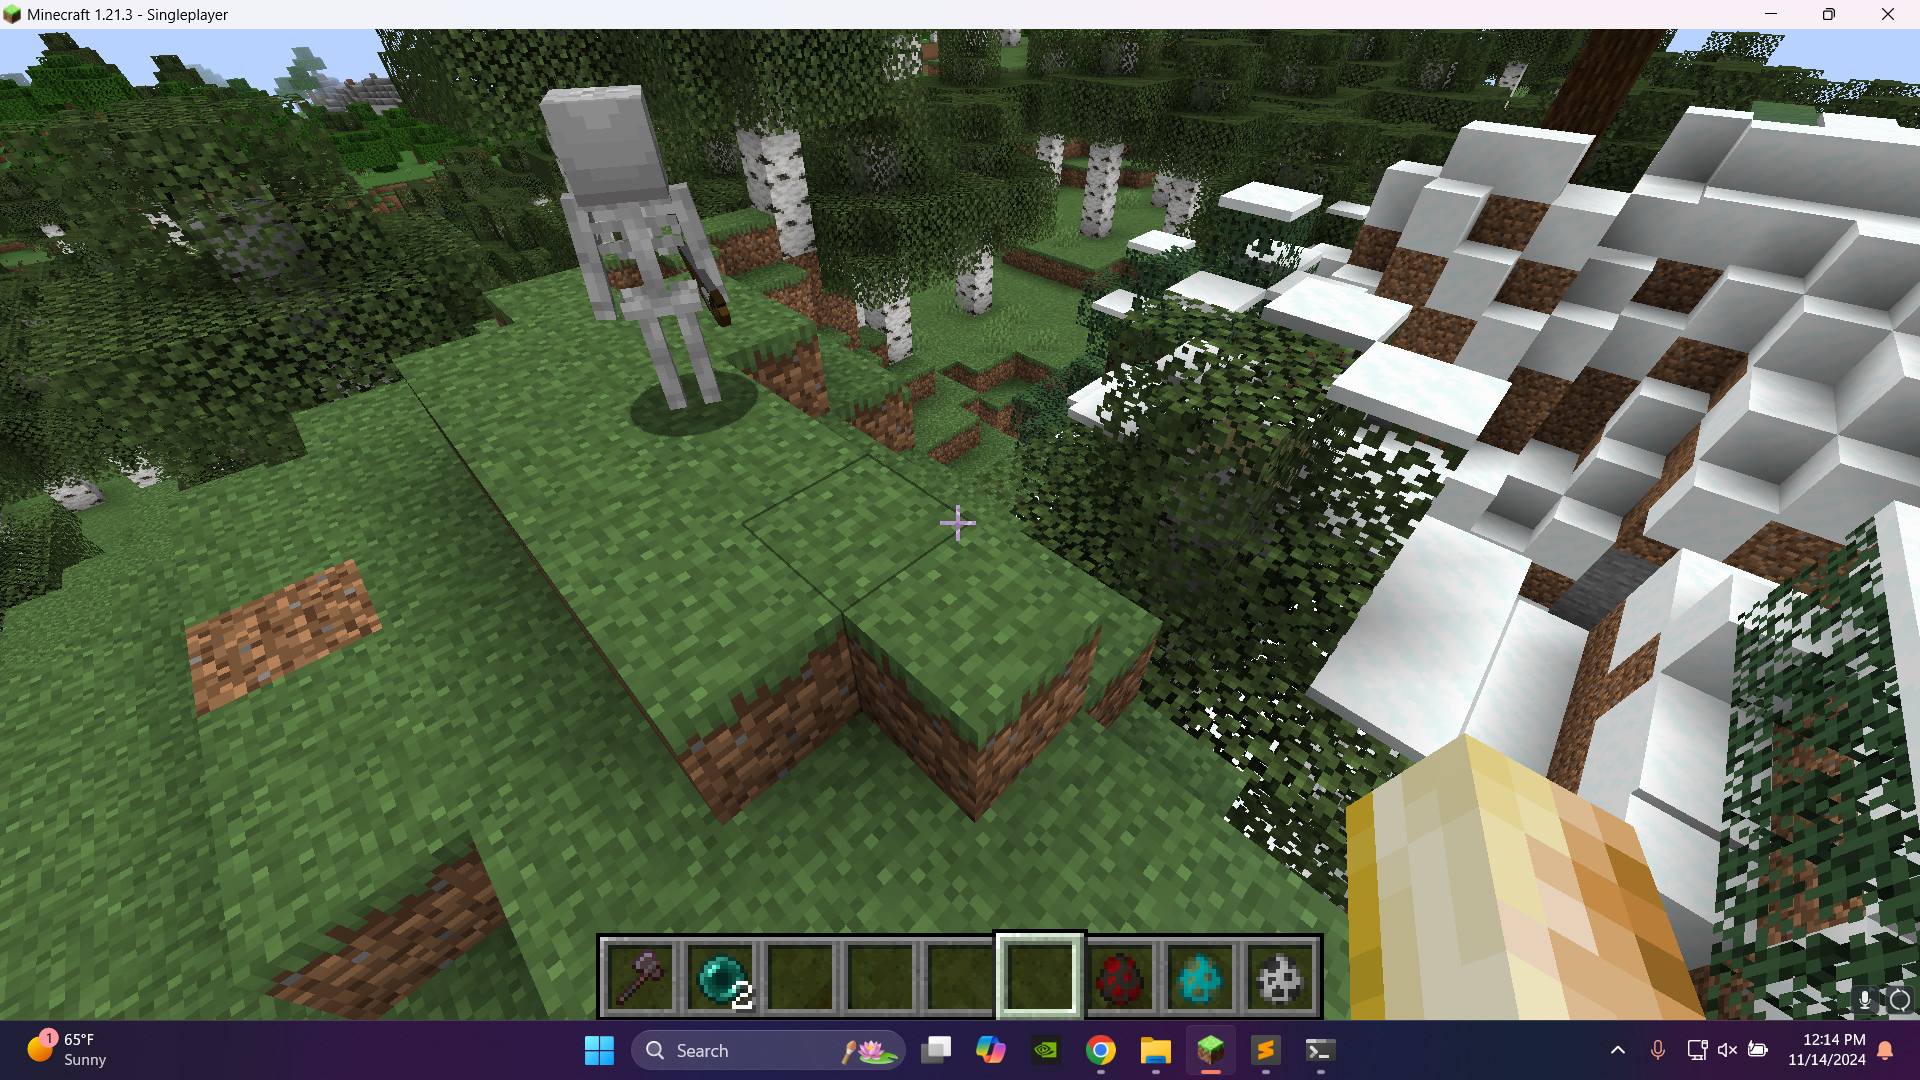 Minecraft 1.21.3 - Singleplayer
2
1
65°F
Sunny
Search
12:14 PM
11/14/2024